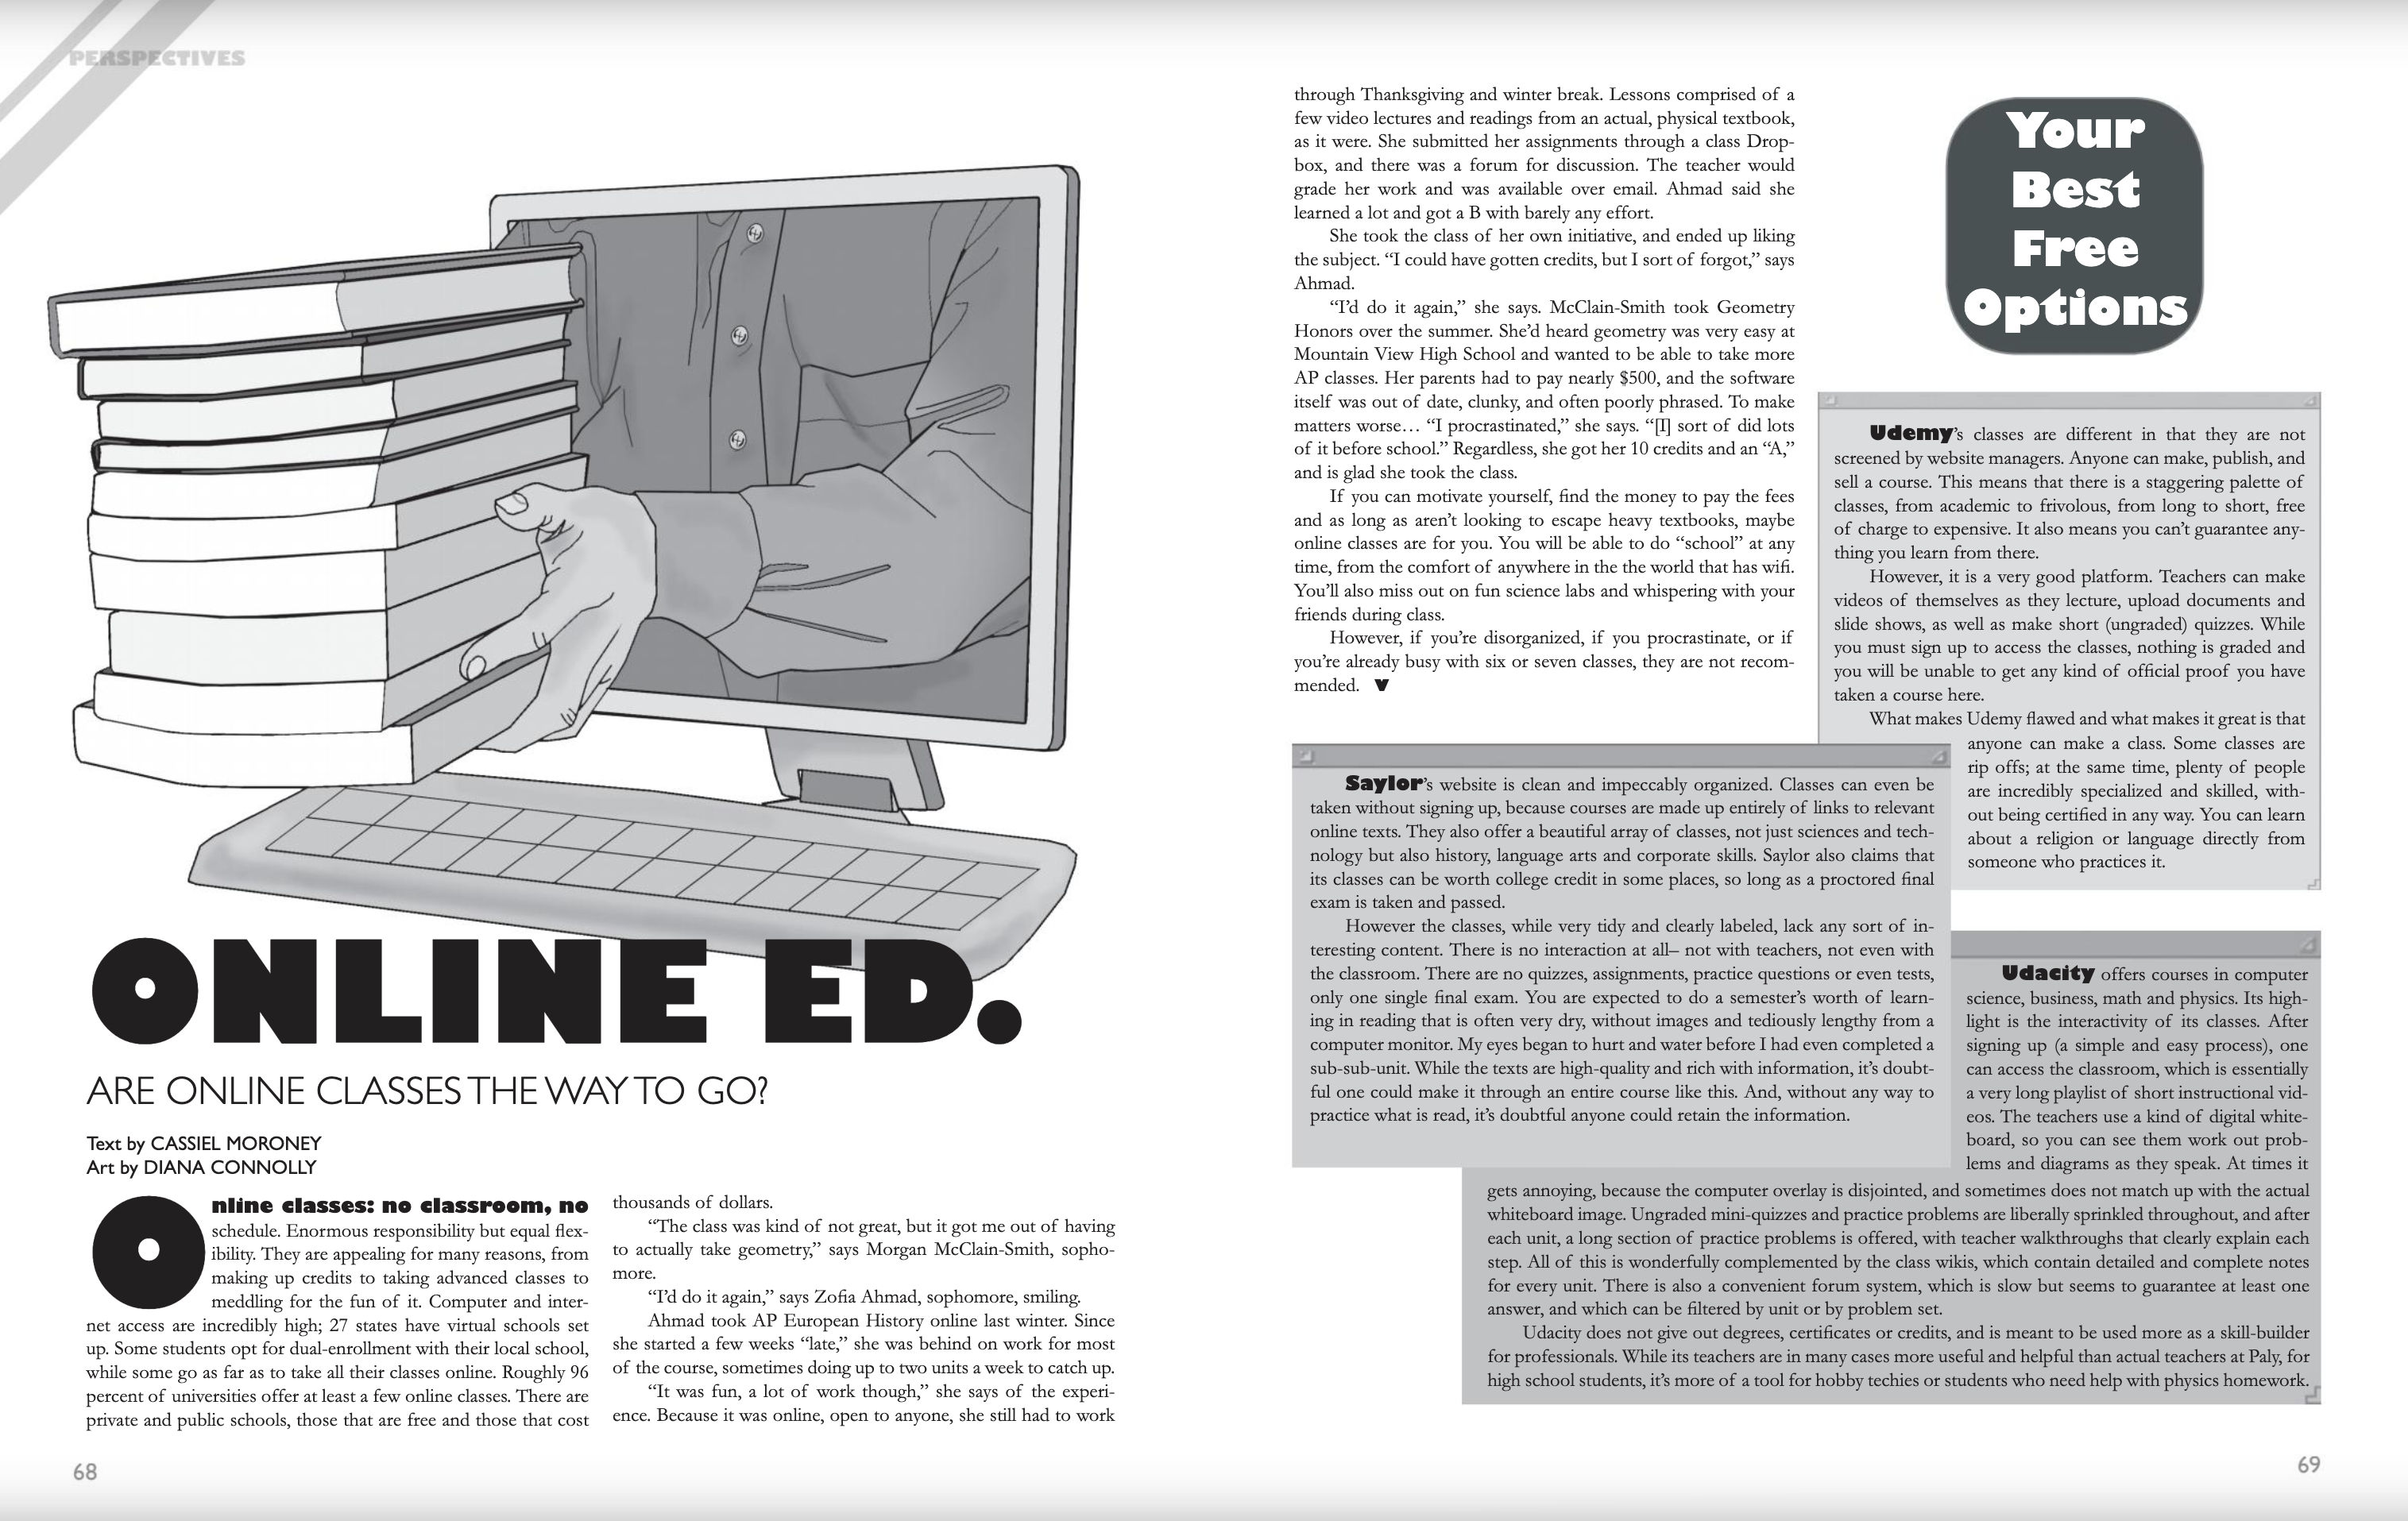 PERSPECTIVES
ONLINE ED.
ARE ONLINE CLASSES THE WAY TO GO?
Text by CASSIEL MORONEY
Art by DIANA CONNOLLY
Online classes: no classroom, no
schedule. Enormous responsibility but equal flex-
ibility. They are appealing for many reasons, from
making up credits to taking advanced classes to
meddling for the fun of it. Computer and inter-
net access are incredibly high; 27 states have virtual schools set
up. Some students opt for dual-enrollment with their local school,
while some go as far as to take all their classes online. Roughly 96
percent of universities offer at least a few online classes. There are
private and public schools, those that are free and those that cost
thousands of dollars.
“The class was kind of not great, but it got me out of having
to actually take geometry,” says Morgan McClain-Smith, sopho-
more.
“I’d do it again,” says Zofia Ahmad, sophomore, smiling.
Ahmad took AP European History online last winter. Since
she started a few weeks “late,” she was behind on work for most
of the course, sometimes doing up to two units a week to catch up.
“It was fun, a lot of work though,” she says of the experi-
ence. Because it was online, open to anyone, she still had to work
68
through Thanksgiving and winter break. Lessons comprised of a
few video lectures and readings from an actual, physical textbook,
as it were. She submitted her assignments through a class Drop-
box, and there was a forum for discussion. The teacher would
grade her work and was available over email. Ahmad said she
learned a lot and got a B with barely any effort.
She took the class of her own initiative, and ended up liking
the subject. “I could have gotten credits, but I sort of forgot,” says
Ahmad.
“I’d do it again,” she says. McClain-Smith took Geometry
Honors over the summer. She’d heard geometry was very easy at
Mountain View High School and wanted to be able to take more
AP classes. Her parents had to pay nearly $500, and the software
itself was out of date, clunky, and often poorly phrased. To make
matters worse… “I procrastinated,” she says. “[I] sort of did lots
of it before school.” Regardless, she got her 10 credits and an “A,”
and is glad she took the class.
If you can motivate yourself, find the money to pay the fees
and as long as aren’t looking to escape heavy textbooks, maybe
online classes are for you. You will be able to do “school” at any
time, from the comfort of anywhere in the the world that has wifi.
You’ll also miss out on fun science labs and whispering with your
friends during class.
However, if you’re disorganized, if you procrastinate, or if
you’re already busy with six or seven classes, they are not recom-
mended. V
Your
Best
Free
Options
Udemy’s classes are different in that they are not
screened by website managers. Anyone can make, publish, and
sell a course. This means that there is a staggering palette of
classes, from academic to frivolous, from long to short, free
of charge to expensive. It also means you can’t guarantee any-
thing you learn from there.
However, it is a very good platform. Teachers can make
videos of themselves as they lecture, upload documents and
slide shows, as well as make short (ungraded) quizzes. While
you must sign up to access the classes, nothing is graded and
you will be unable to get any kind of official proof you have
taken a course here.
What makes Udemy flawed and what makes it great is that
anyone can make a class. Some classes are
rip offs; at the same time, plenty of people
are incredibly specialized and skilled, with-
out being certified in any way. You can learn
about a religion or language directly from
someone who practices it.
Saylor’s website is clean and impeccably organized. Classes can even be
taken without signing up, because courses are made up entirely of links to relevant
online texts. They also offer a beautiful array of classes, not just sciences and tech-
nology but also history, language arts and corporate skills. Saylor also claims that
its classes can be worth college credit in some places, so long as a proctored final
exam is taken and passed.
However the classes, while very tidy and clearly labeled, lack any sort of in-
teresting content. There is no interaction at all– not with teachers, not even with
the classroom. There are no quizzes, assignments, practice questions or even tests,
only one single final exam. You are expected to do a semester’s worth of learn-
ing in reading that is often very dry, without images and tediously lengthy from a
computer monitor. My eyes began to hurt and water before I had even completed a
sub-sub-unit. While the texts are high-quality and rich with information, it’s doubt-
ful one could make it through an entire course like this. And, without any way to
practice what is read, it’s doubtful anyone could retain the information.
Udacity offers courses in computer
science, business, math and physics. Its high-
light is the interactivity of its classes. After
signing up (a simple and easy process), one
can access the classroom, which is essentially
a very long playlist of short instructional vid-
eos. The teachers use a kind of digital white-
board, so you can see them work out prob-
lems and diagrams as they speak. At times it
gets annoying, because the computer overlay is disjointed, and sometimes does not match up with the actual
whiteboard image. Ungraded mini-quizzes and practice problems are liberally sprinkled throughout, and after
each unit, a long section of practice problems is offered, with teacher walkthroughs that clearly explain each
step. All of this is wonderfully complemented by the class wikis, which contain detailed and complete notes
for every unit. There is also a convenient forum system, which is slow but seems to guarantee at least one
answer, and which can be filtered by unit or by problem set.
Udacity does not give out degrees, certificates or credits, and is meant to be used more as a skill-builder
for professionals. While its teachers are in many cases more useful and helpful than actual teachers at Paly, for
high school students, it’s more of a tool for hobby techies or students who need help with physics homework.
69